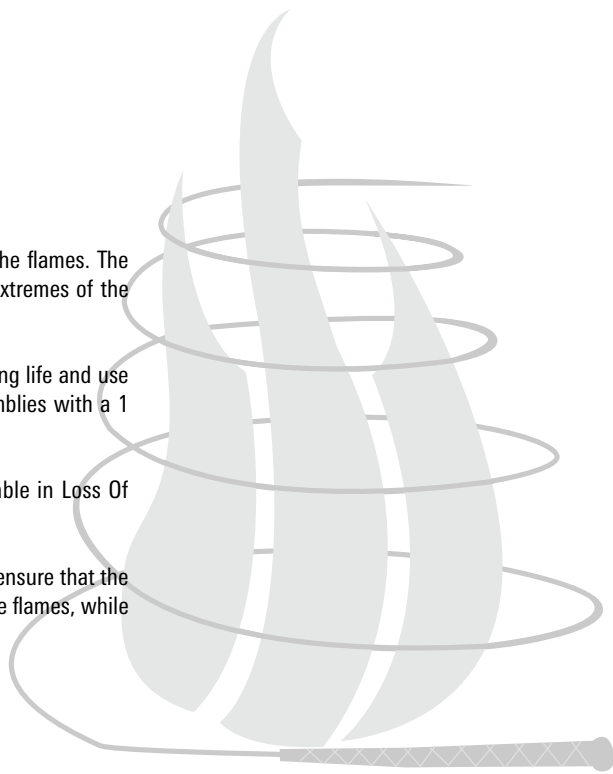 he flames. The
xtremes of the
ng life and use
nblies with a 1
ble in Loss Of
ensure that the
e flames, while